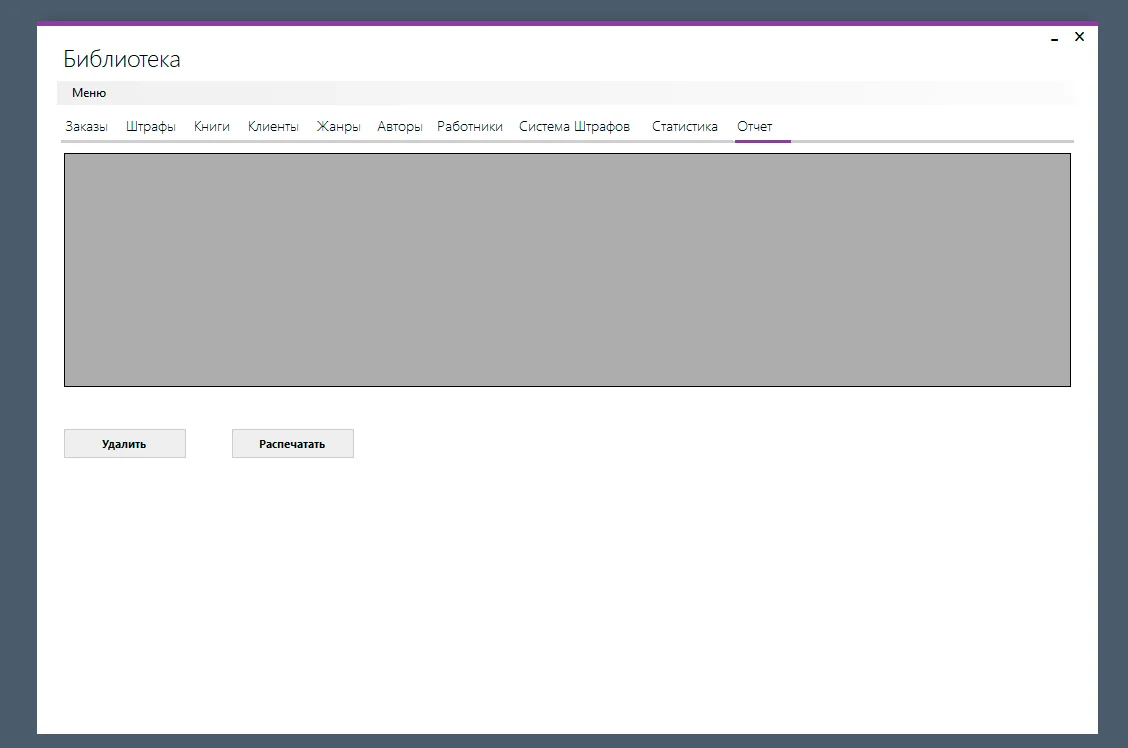 Библиотека
Меню
Заказы Штрафы Книги Клиенты Жанры Авторы Работники Система Штрафов Статистика Отчет
Удалить Распечатать